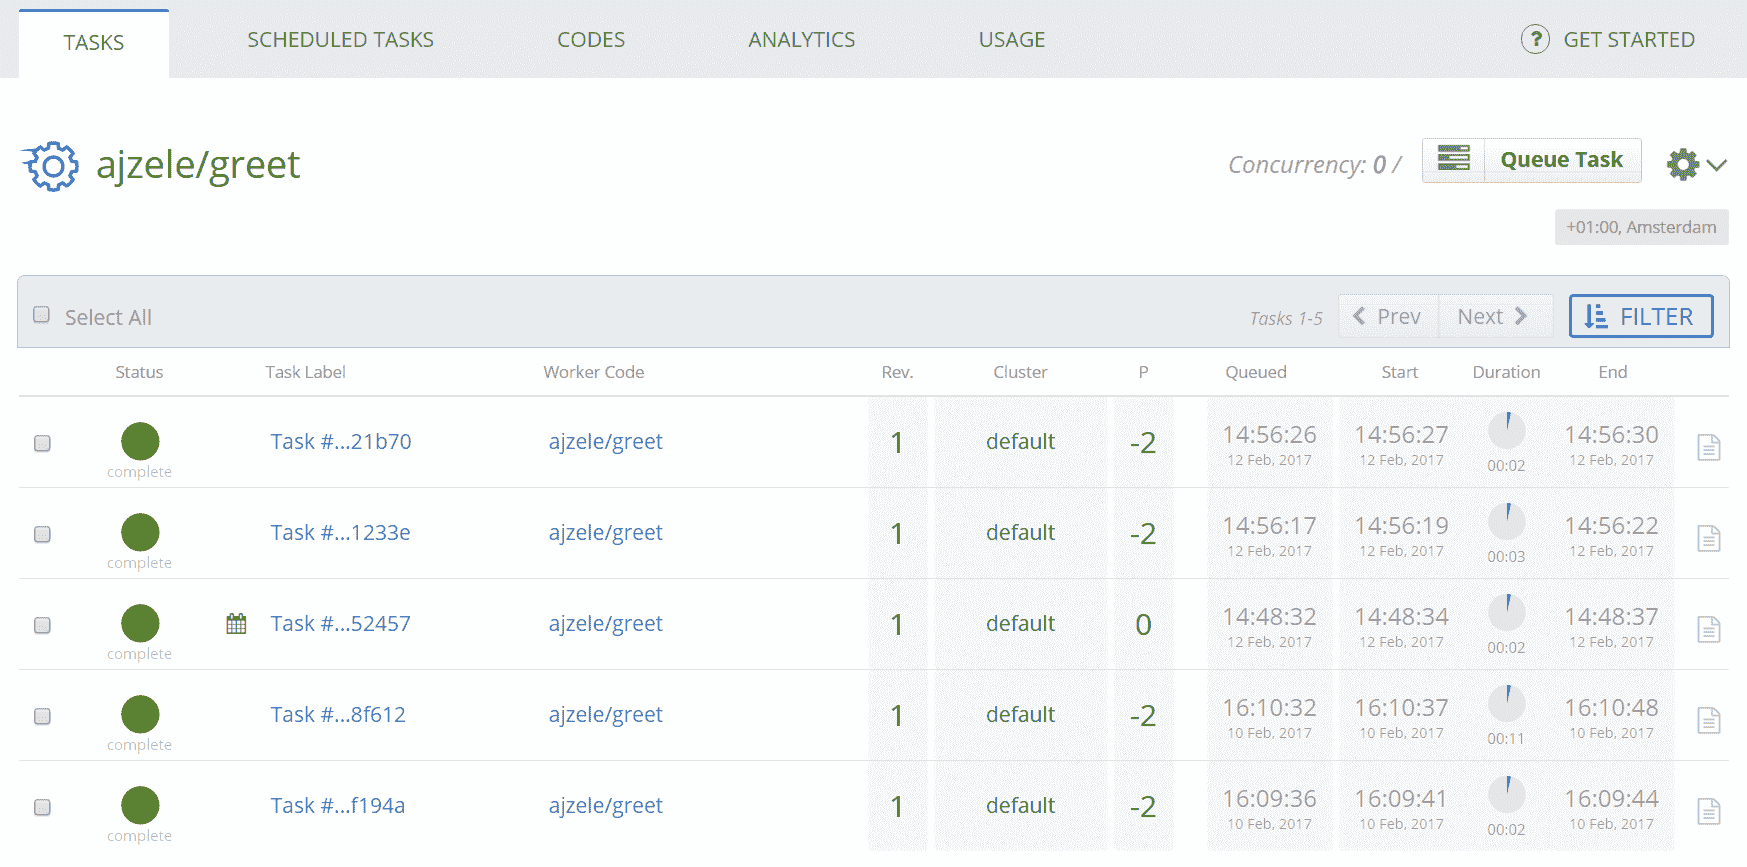 TASKS SCHEDULED TASKS CODES ANALYTICS USAGE ? GET STARTED
ajzele/greet Concurrency: 0 / Queue Task
+01:00, Amsterdam
Select All Tasks 1-5 Prev Next FILTER
Status Task Label Worker Code Rev. Cluster P Queued Start Duration End
Task #...21b70 ajzele/greet 1 default -2 14:56:26 14:56:27 14:56:30
complete 12 Feb, 2017 12 Feb, 2017 00:02 12 Feb, 2017
Task #...1233e ajzele/greet 1 default -2 14:56:17 14:56:19 14:56:22
complete 12 Feb, 2017 12 Feb, 2017 00:03 12 Feb, 2017
Task #...52457 ajzele/greet 1 default 0 14:48:32 14:48:34 14:48:37
complete 12 Feb, 2017 12 Feb, 2017 00:02 12 Feb, 2017
Task #...8f612 ajzele/greet 1 default -2 16:10:32 16:10:37 16:10:48
complete 10 Feb, 2017 10 Feb, 2017 00:11 10 Feb, 2017
Task #...f194a ajzele/greet 1 default -2 16:09:36 16:09:41 16:09:44
complete 10 Feb, 2017 10 Feb, 2017 00:02 10 Feb, 2017